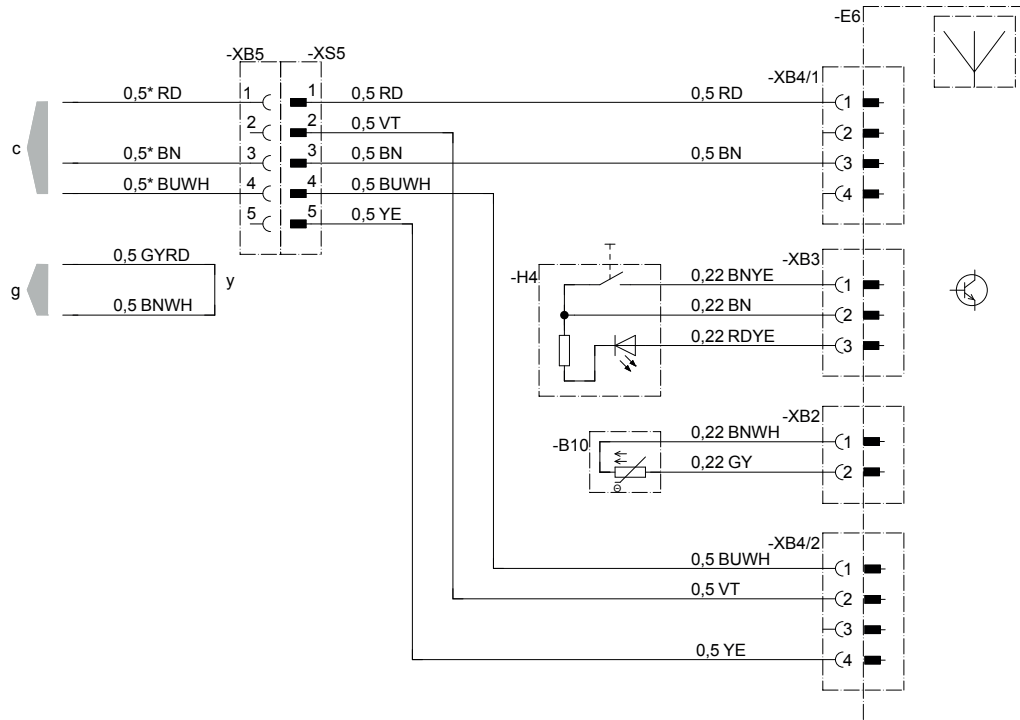 -E6
-XB5 -XS5
-XB4/1
0,5* RD 1 1 0,5 RD 0,5 RD 1
2 2 0,5 VT 2
c
0,5* BN 3 3 0,5 BN 0,5 BN 3
0,5* BUWH 4 4 0,5 BUWH 4
5 5 0,5 YE
0,5 GYRD
-XB3
-H4
y
g
0,22 BNYE 1
0,5 BNWH
0,22 BN 2
0,22 RDYE 3
-XB2
0,22 BNWH 1
-B10
0,22 GY 2
-XB4/2
0,5 BUWH 1
0,5 VT 2
3
0,5 YE 4